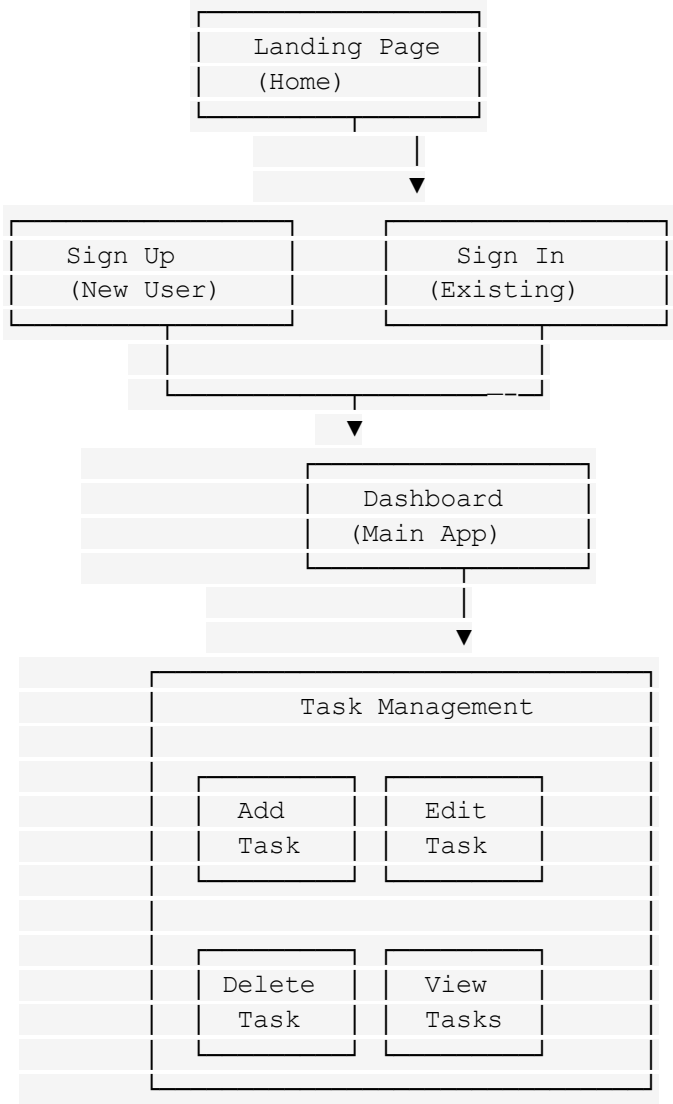 Landing Page
(Home)
Sign Up
(New User)
Sign In
(Existing)
Dashboard
(Main App)
Task Management
Add
Task
Edit
Task
Delete
Task
View
Tasks